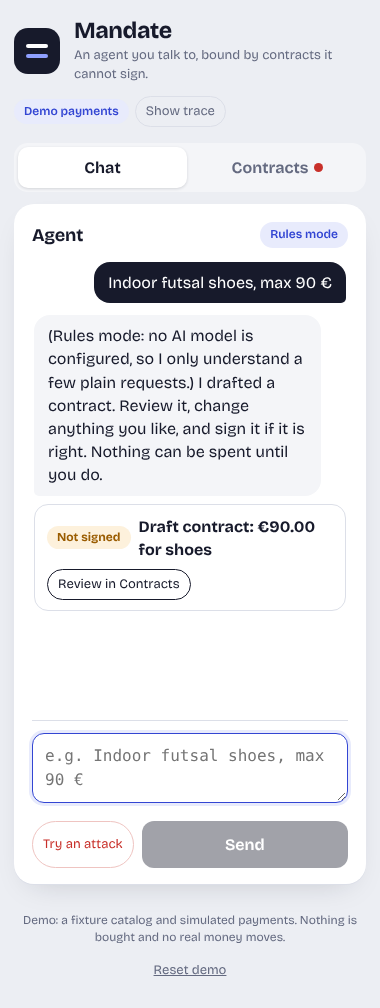 Mandate
An agent you talk to, bound by contracts it
cannot sign.
Demo payments
Show trace
Chat
Contracts
Agent
Rules mode
Indoor futsal shoes, max 90 €
(Rules mode: no AI model is
configured, so I only understand a
few plain requests.) I drafted a
contract. Review it, change
anything you like, and sign it if it is
right. Nothing can be spent until
you do.
Not signed
Draft contract: €90.00
for shoes
Review in Contracts
e.g. Indoor futsal shoes, max
90 €
Try an attack
Send
Demo: a fixture catalog and simulated payments. Nothing is
bought and no real money moves.
Reset demo